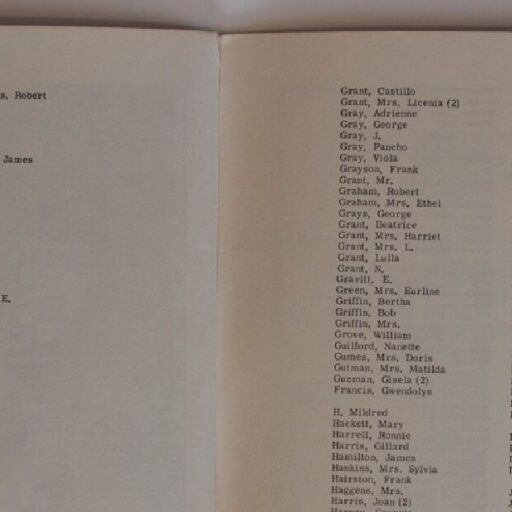 s, Robert
James
E.
Grant, Castillo
Grant, Mrs. Licenia (2)
Gray, Adrienne
Gray, George
Gray, J.
Gray, Pancho
Gray, Viola
Grayson, Frank
Grant, Mr.
Graham, Robert
Graham, Mrs. Ethel
Grays, George
Grant, Beatrice
Grant, Mrs. Harriet
Grant, Mrs. L.
Grant, Lulla
Grant, N.
Gravitt, E.
Green, Mrs. Eurline
Griffin, Bertha
Griffin, Bob
Griffin, Mrs.
Grove, William
Guilford, Nanette
Gumes, Mrs. Doris
Gutman, Mrs. Matilda
Guzman, Gisela (2)
Francis, Gwendolyn
H. Mildred
Hackett, Mary
Harrell, Ronnie
Harris, Gillard
Hamilton, James
Hankins, Mrs. Sylvia
Hairston, Frank
Haggens, Mrs.
Harris, Joan (2)